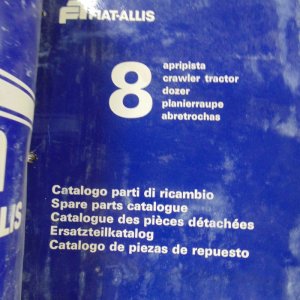 FIAT-ALLIS
8
apripista
crawler tractor
dozer
planierraupe
abretrochas
Catalogo parti di ricambio
Spare parts catalogue
Catalogue des pièces détachées
Ersatzteilkatalog
Catalogo de piezas de repuesto